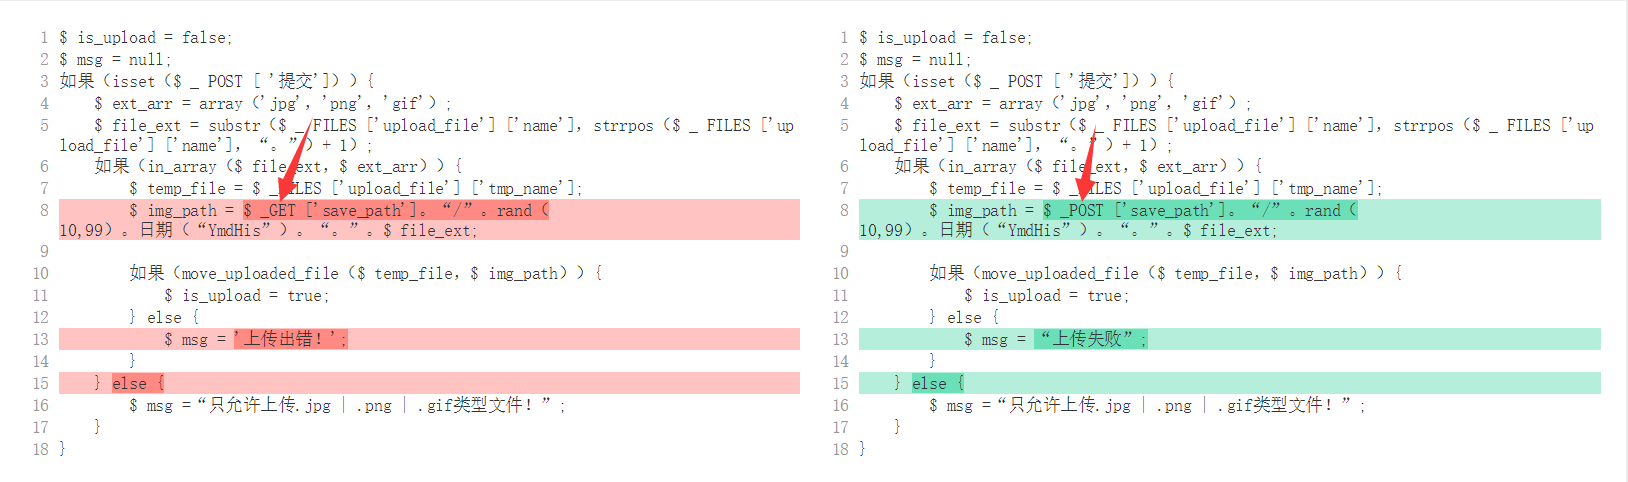 1 $ is_upload = false;
2 $ msg = null;
3 如果（isset（$ _ POST [ '提交']））{
4 $ ext_arr = array（'jpg'，'png'，'gif'）;
5 $ file_ext = substr（$ _ FILES ['upload_file'] ['name']，strrpos（$ _ FILES ['up
load_file'] ['name']，“。”）+ 1）;
6 如果（in_array（$ file_ext，$ ext_arr））{
7 $ temp_file = $ _FILES ['upload_file'] ['tmp_name'];
8 $ img_path = $ _GET ['save_path']。“/”。rand（
10,99）。日期（“YmdHis”）。“。”。$ file_ext;
9
10 如果（move_uploaded_file（$ temp_file，$ img_path））{
11 $ is_upload = true;
12 } else {
13 $ msg = '上传出错！';
14 }
15 } else {
16 $ msg =“只允许上传.jpg | .png | .gif类型文件！”;
17 }
18 }
1 $ is_upload = false;
2 $ msg = null;
3 如果（isset（$ _ POST [ '提交']））{
4 $ ext_arr = array（'jpg'，'png'，'gif'）;
5 $ file_ext = substr（$ _ FILES ['upload_file'] ['name']，strrpos（$ _ FILES ['up
load_file'] ['name']，“。”）+ 1）;
6 如果（in_array（$ file_ext，$ ext_arr））{
7 $ temp_file = $ _FILES ['upload_file'] ['tmp_name'];
8 $ img_path = $ _POST ['save_path']。“/”。rand（
10,99）。日期（“YmdHis”）。“。”。$ file_ext;
9
10 如果（move_uploaded_file（$ temp_file，$ img_path））{
11 $ is_upload = true;
12 } else {
13 $ msg = “上传失败”;
14 }
15 } else {
16 $ msg =“只允许上传.jpg | .png | .gif类型文件！”;
17 }
18 }